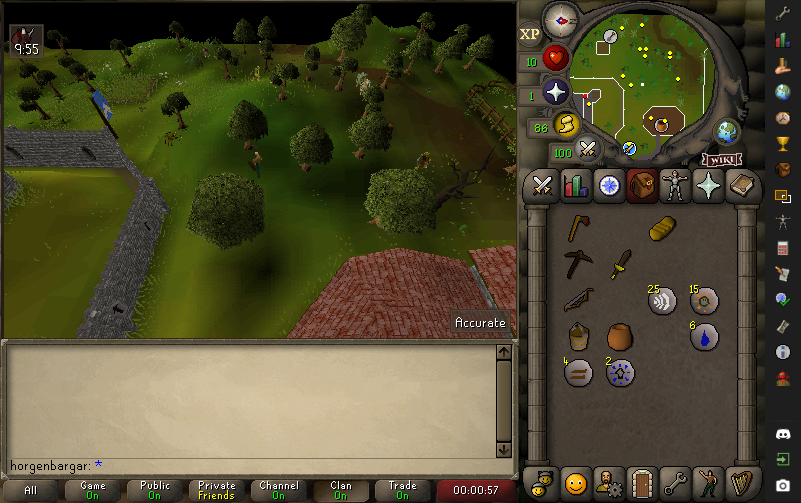 9:55
XP
10
1
86
100
WIKI
25
15
6
4
2
Accurate
horgenbargar: *
All
Game
On
Public
On
Private
Friends
Channel
On
Clan
On
Trade
On
00:00:57